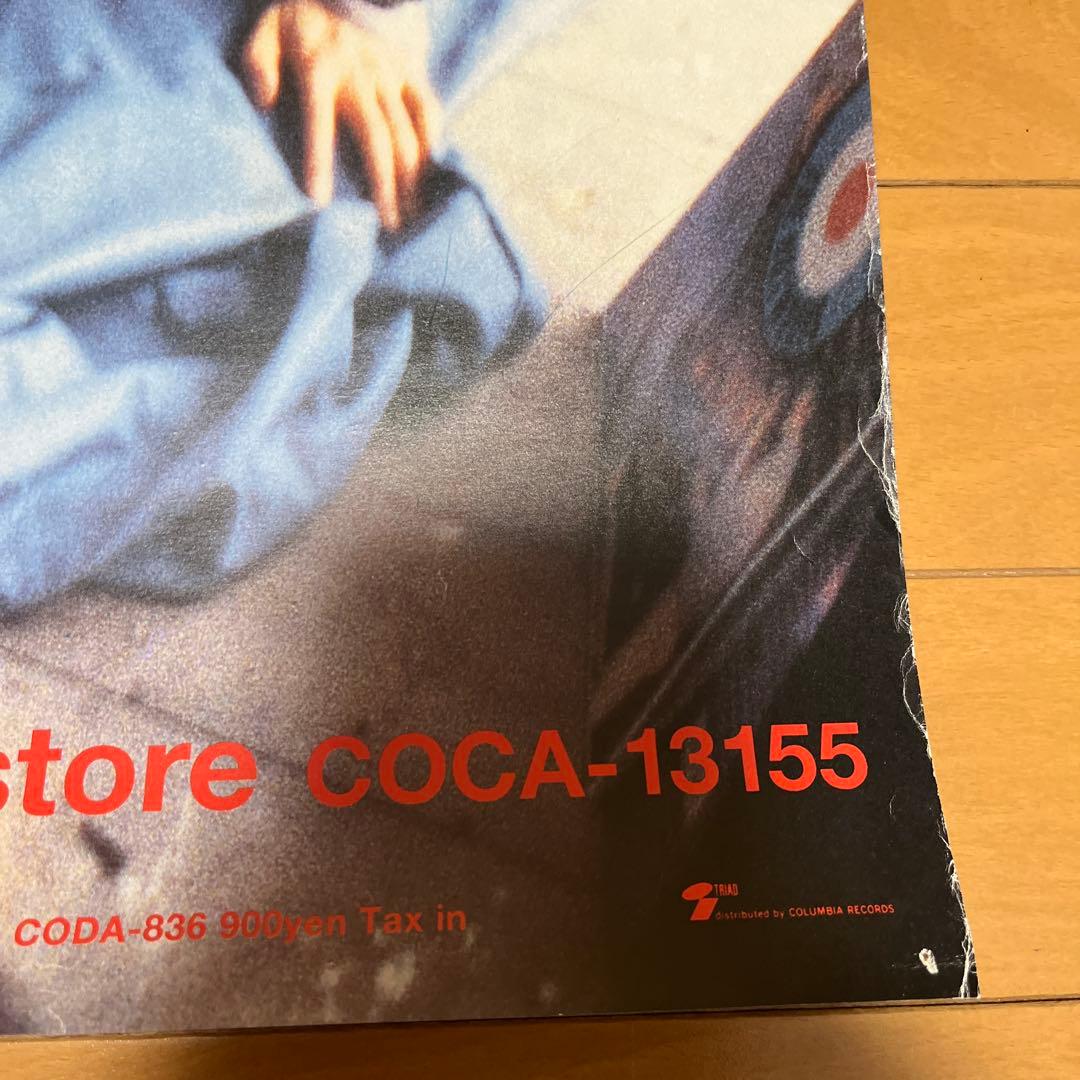 store COCA-13155
CODA-836 900yen Tax in
TRIAD
distributed by COLUMBIA RECORDS